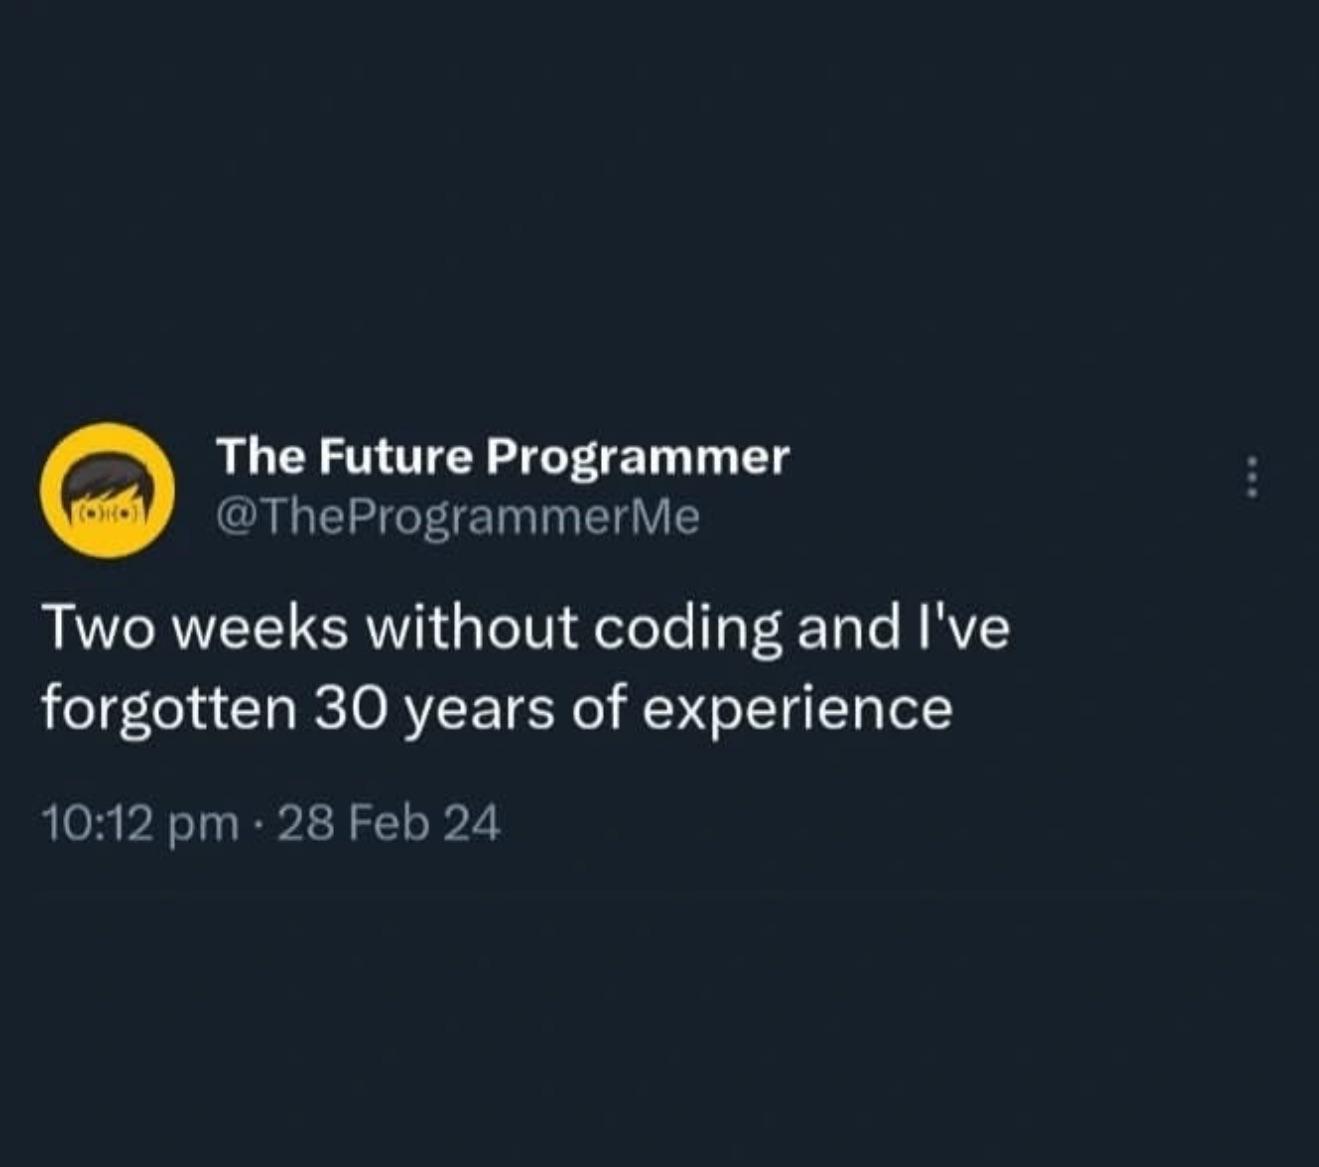 The Future Programmer
@TheProgrammerMe
Two weeks without coding and I've
forgotten 30 years of experience
10:12 pm · 28 Feb 24